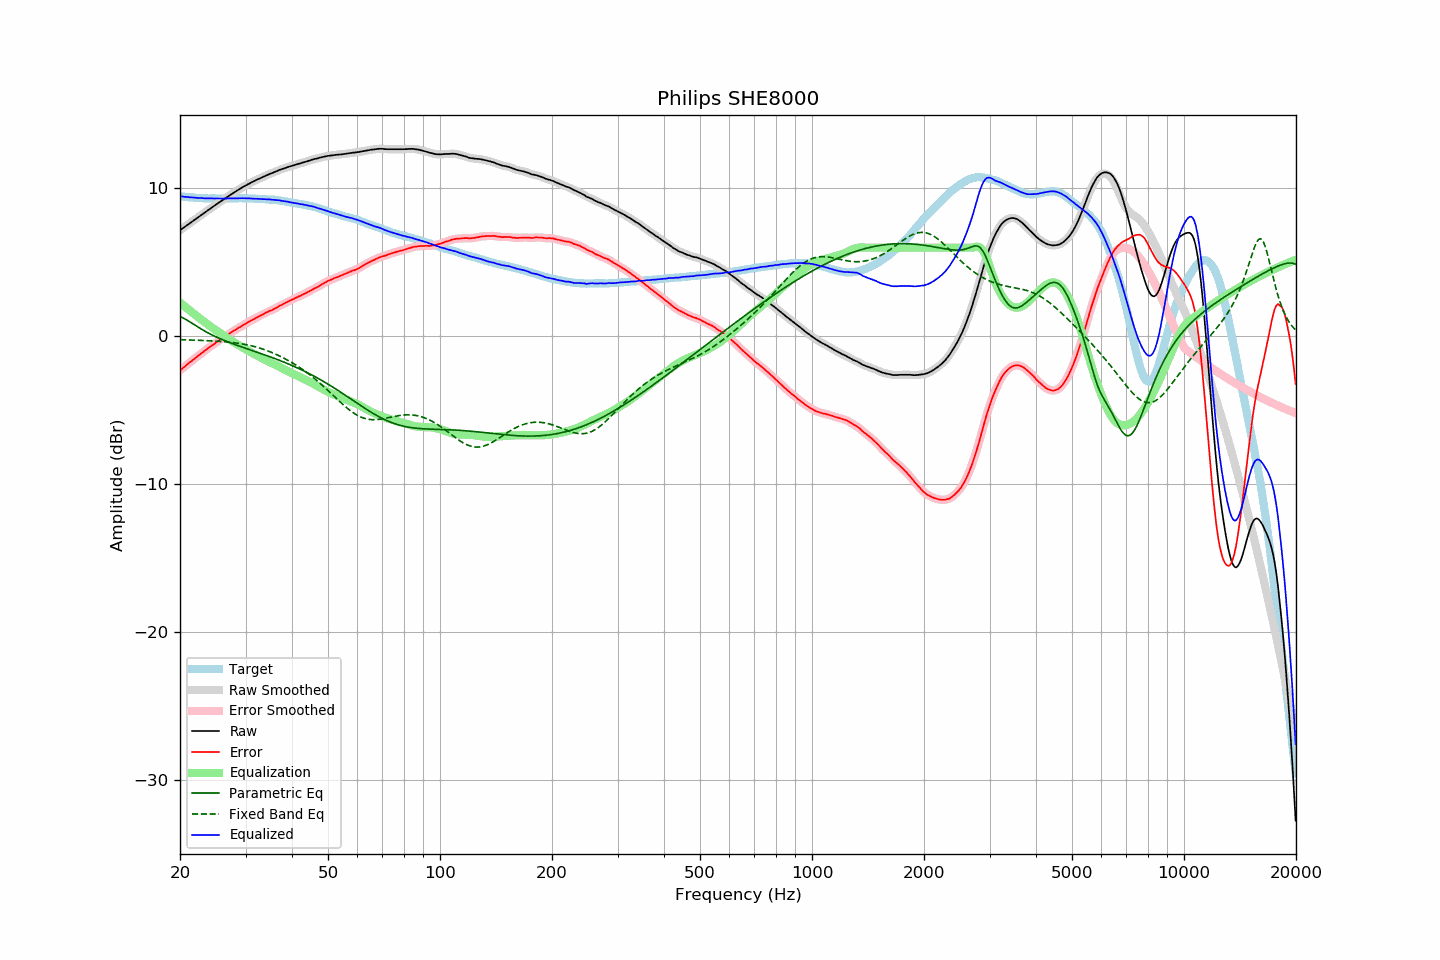 Philips SHE8000
Amplitude (dBr)
10
0
−10
−20
−30
Target
Raw Smoothed
Error Smoothed
Raw
Error
Equalization
Parametric Eq
Fixed Band Eq
Equalized
20 50 100 200 500 1000 2000 5000 10000 20000
Frequency (Hz)